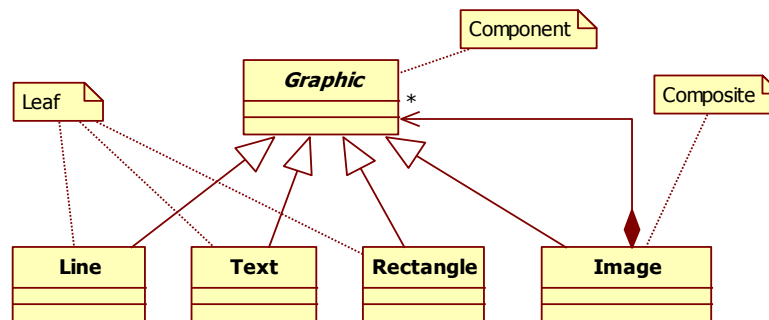 Component
Graphic
*
Leaf
Composite
Line
Text
Rectangle
Image